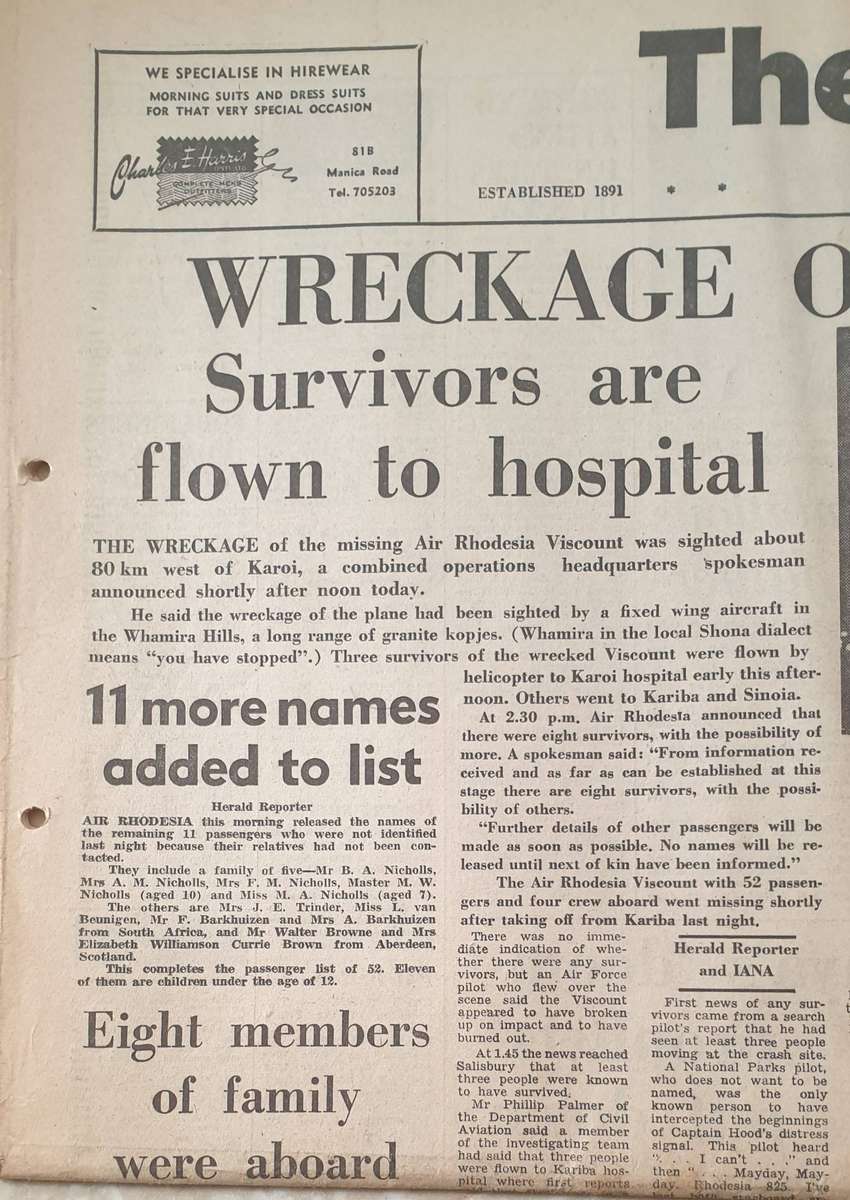 WE SPECIALISE IN HIREWEAR
MORNING SUITS AND DRESS SUITS
FOR THAT VERY SPECIAL OCCASION
Charles E. Harris
COMPLETE MENS
OUTFITTERS
81B
Manica Road
Tel. 705203
The
ESTABLISHED 1891 * *
WRECKAGE O
Survivors are
flown to hospital
THE WRECKAGE of the missing Air Rhodesia Viscount was sighted about
80 km west of Karoi, a combined operations headquarters spokesman
announced shortly after noon today.
He said the wreckage of the plane had been sighted by a fixed wing aircraft in
the Whamira Hills, a long range of granite kopjes. (Whamira in the local Shona dialect
means "you have stopped".) Three survivors of the wrecked Viscount were flown by
helicopter to Karoi hospital early this after-
noon. Others went to Kariba and Sinoia.
At 2.30 p.m. Air Rhodesia announced that
there were eight survivors, with the possibility of
more. A spokesman said: "From information re-
ceived and as far as can be established at this
stage there are eight survivors, with the possi-
bility of others.
"Further details of other passengers will be
made as soon as possible. No names will be re-
leased until next of kin have been informed."
The Air Rhodesia Viscount with 52 passen-
gers and four crew aboard went missing shortly
after taking off from Kariba last night.
11 more names
added to list
Herald Reporter
AIR RHODESIA this morning released the names of
the remaining 11 passengers who were not identified
last night because their relatives had not been con-
tacted.
They include a family of five—Mr B. A. Nicholls,
Mrs A. M. Nicholls, Mrs F. M. Nicholls, Master M. W.
Nicholls (aged 10) and Miss M. A. Nicholls (aged 7).
The others are Mrs J. E. Trinder, Miss L. van
Beunigen, Mr F. Barkhuizen and Mrs A. Barkhuizen
from South Africa, and Mr Walter Browne and Mrs
Elizabeth Williamson Currie Brown from Aberdeen,
Scotland.
This completes the passenger list of 52. Eleven
of them are children under the age of 12.
Eight members
of family
were aboard
There was no imme-
diate indication of whe-
ther there were any sur-
vivors, but an Air Force
pilot who flew over the
scene said the Viscount
appeared to have broken
up on impact and to have
burned out.
At 1.45 the news reached
Salisbury that at least
three people were known
to have survived.
Mr Phillip Palmer of
the Department of Civil
Aviation said a member
of the investigating team
had said that three people
were flown to Kariba hos-
pital where first reports
Herald Reporter
and IANA
First news of any sur-
vivors came from a search
pilot's report that he had
seen at least three people
moving at the crash site.
A National Parks pilot,
who does not want to be
named, was the only
known person to have
intercepted the beginnings
of Captain Hood's distress
signal. This pilot heard
". . . I can't . . ." and
then ". . . Mayday, May-
day. Rhodesia 825. I've